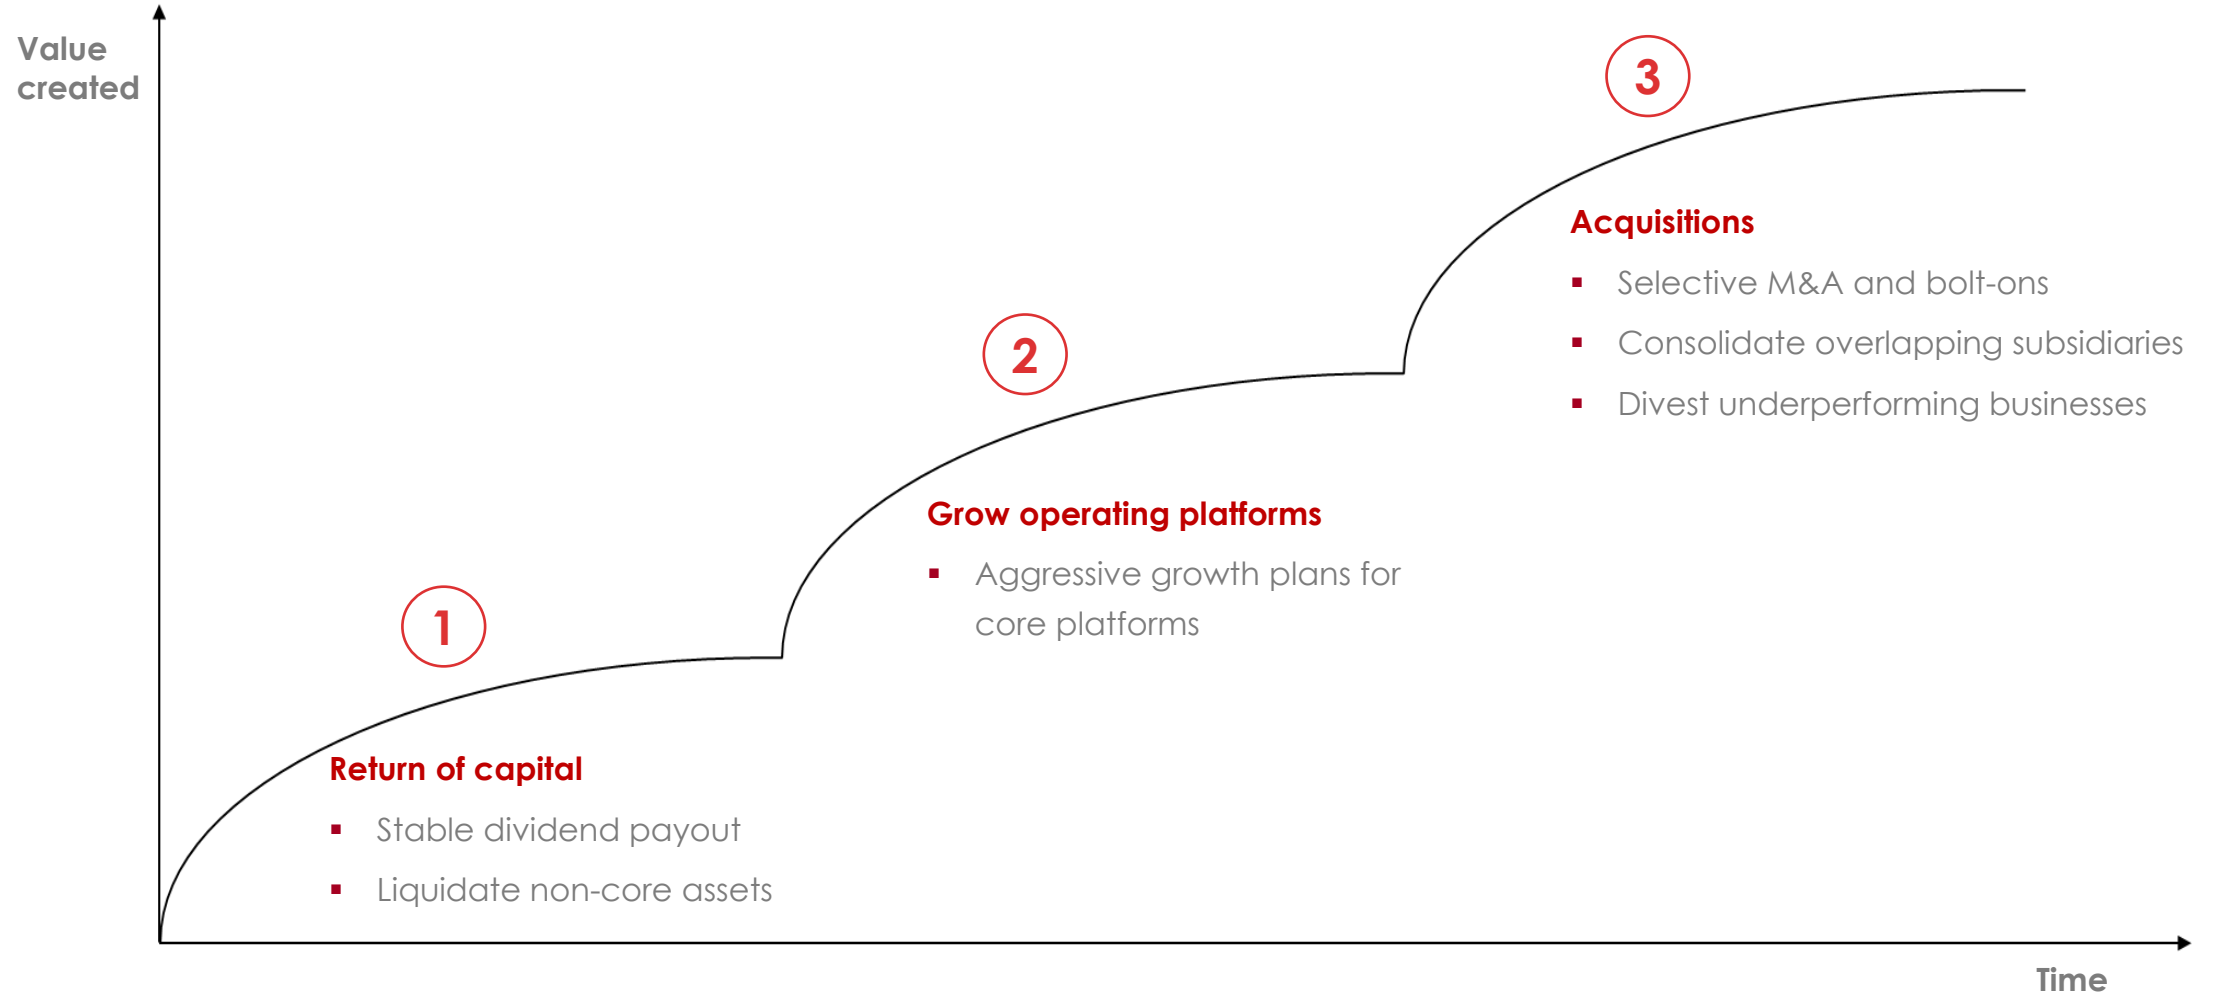 Value
created
3
Acquisitions
▪ Selective M&A and bolt-ons
▪ Consolidate overlapping subsidiaries
▪ Divest underperforming businesses
2
Grow operating platforms
▪ Aggressive growth plans for
core platforms
1
Return of capital
▪ Stable dividend payout
▪ Liquidate non-core assets
Time